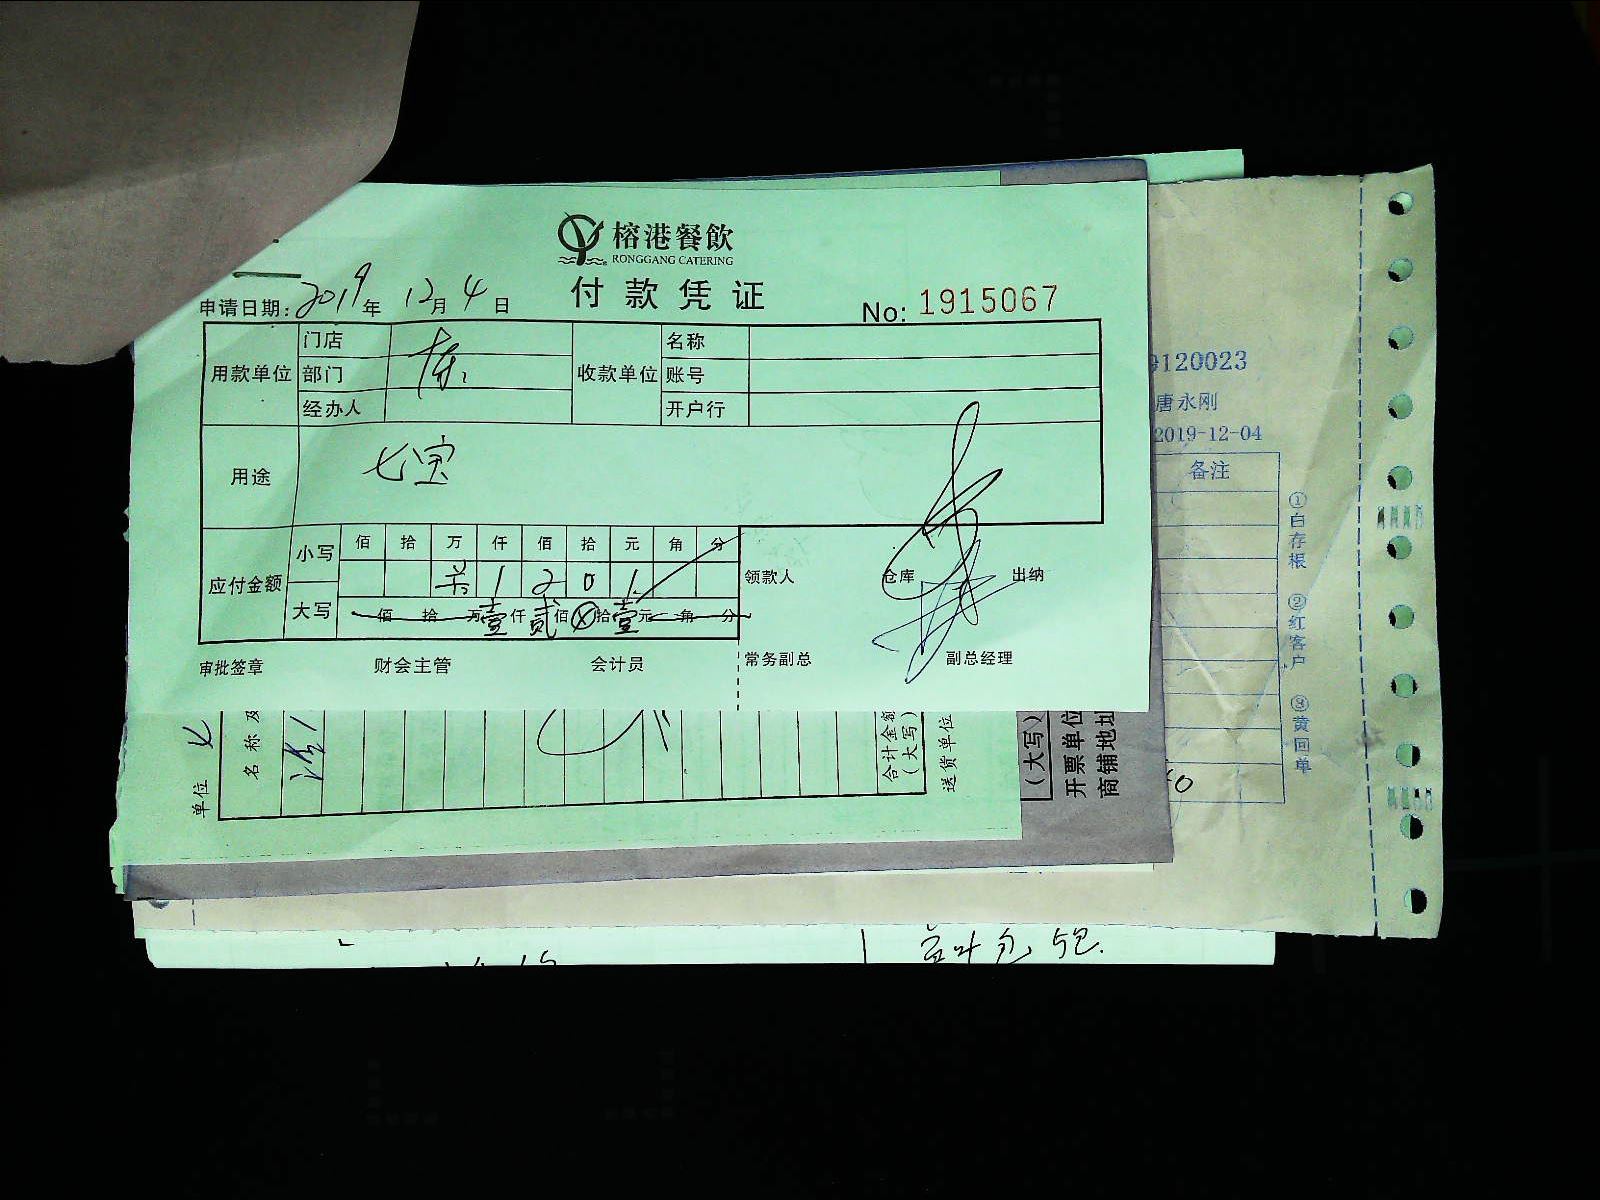 榕港餐飲
RONGGANG CATERING
付款凭证
申请日期: 2019年 12月 4日
No: 1915067
用款单位 门店 收款单位 名称
部门 账号
经办人 开户行
用途 七宝
应付金额 小写 佰 拾 万 仟 佰 拾 元 角 分
1 2 0 1
大写 佰 拾 万 壹仟 贰佰 拾 壹元 角 分
领款人 仓库 出纳
审批签章 财会主管 会计员 常务副总 副总经理
9120023
唐永刚
2019-12-04
备注
①白存根 ②红客户 ③黄回单
单位
名称及
合计金额
(大写)
送货单位
(大写)
开票单位
商铺地址